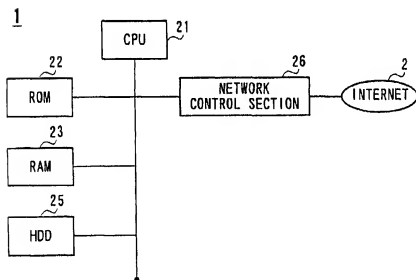 1
21
CPU
22
ROM
26
NETWORK
CONTROL SECTION
2
INTERNET
23
RAM
25
HDD